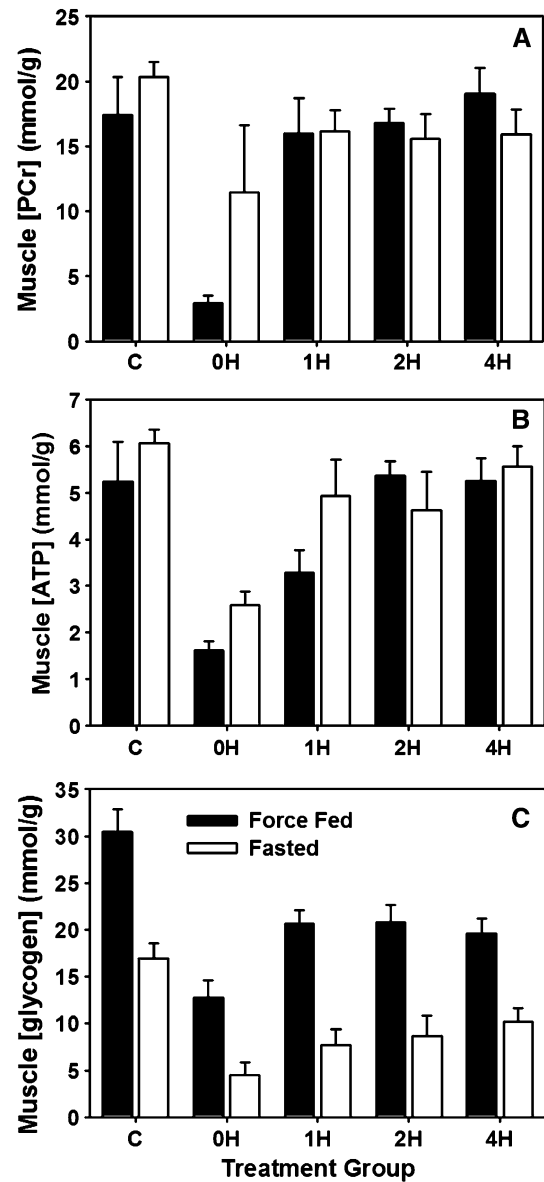 Muscle [PCr] (mmol/g)
25
20
15
10
5
0
A
C 0H 1H 2H 4H
Muscle [ATP] (mmol/g)
7
6
5
4
3
2
1
0
B
C 0H 1H 2H 4H
Muscle [glycogen] (mmol/g)
35
30
25
20
15
10
5
0
Force Fed
Fasted
C
C 0H 1H 2H 4H
Treatment Group